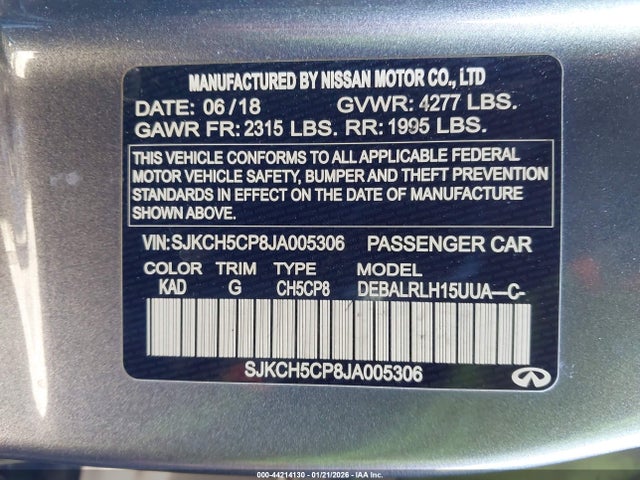 MANUFACTURED BY NISSAN MOTOR CO., LTD
DATE: 06/18 GVWR: 4277 LBS.
GAWR FR: 2315 LBS. RR: 1995 LBS.
THIS VEHICLE CONFORMS TO ALL APPLICABLE FEDERAL
MOTOR VEHICLE SAFETY, BUMPER AND THEFT PREVENTION
STANDARDS IN EFFECT ON THE DATE OF MANUFACTURE
SHOWN ABOVE.
VIN:SJKCH5CP8JA005306 PASSENGER CAR
COLOR TRIM TYPE MODEL
KAD G CH5CP8 DEBALRLH15UUA—C-
SJKCH5CP8JA005306
000-44214130 - 01/21/2026 - IAA Inc.